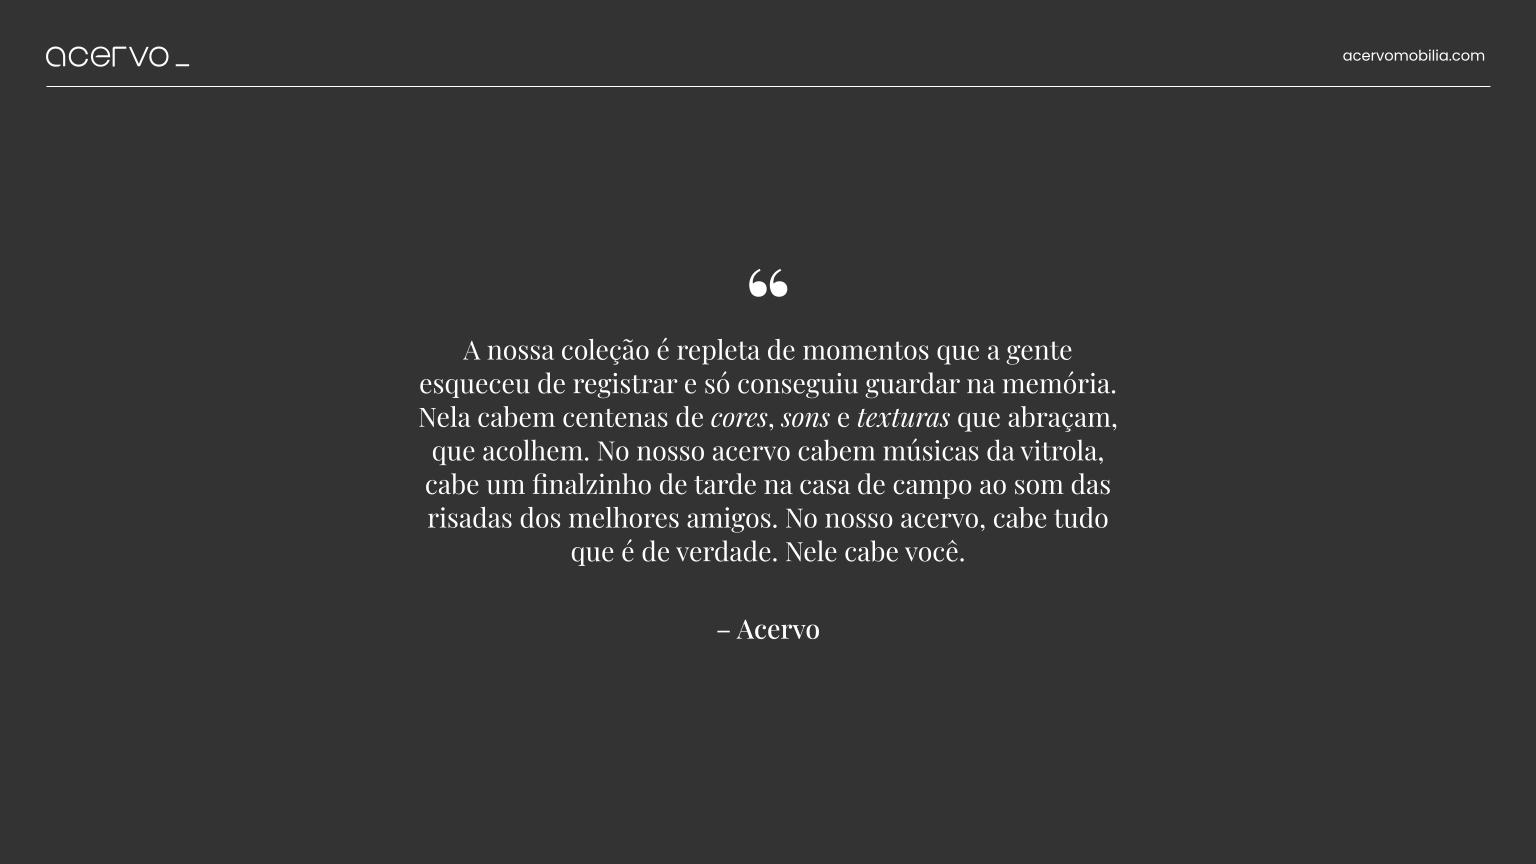 acervo_
acervomobilia.com
“
A nossa coleção é repleta de momentos que a gente
esqueceu de registrar e só conseguiu guardar na memória.
Nela cabem centenas de cores, sons e texturas que abraçam,
que acolhem. No nosso acervo cabem músicas da vitrola,
cabe um finalzinho de tarde na casa de campo ao som das
risadas dos melhores amigos. No nosso acervo, cabe tudo
que é de verdade. Nele cabe você.
– Acervo